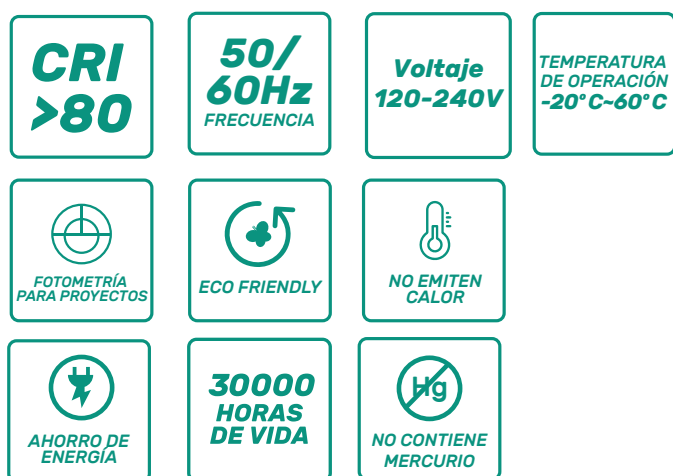 CRI
>80
50/
60Hz
FRECUENCIA
Voltaje
120-240V
TEMPERATURA
DE OPERACIÓN
-20°C~60°C
FOTOMETRÍA
PARA PROYECTOS
ECO FRIENDLY
NO EMITEN
CALOR
AHORRO DE
ENERGÍA
30000
HORAS
DE VIDA
Hg
NO CONTIENE
MERCURIO